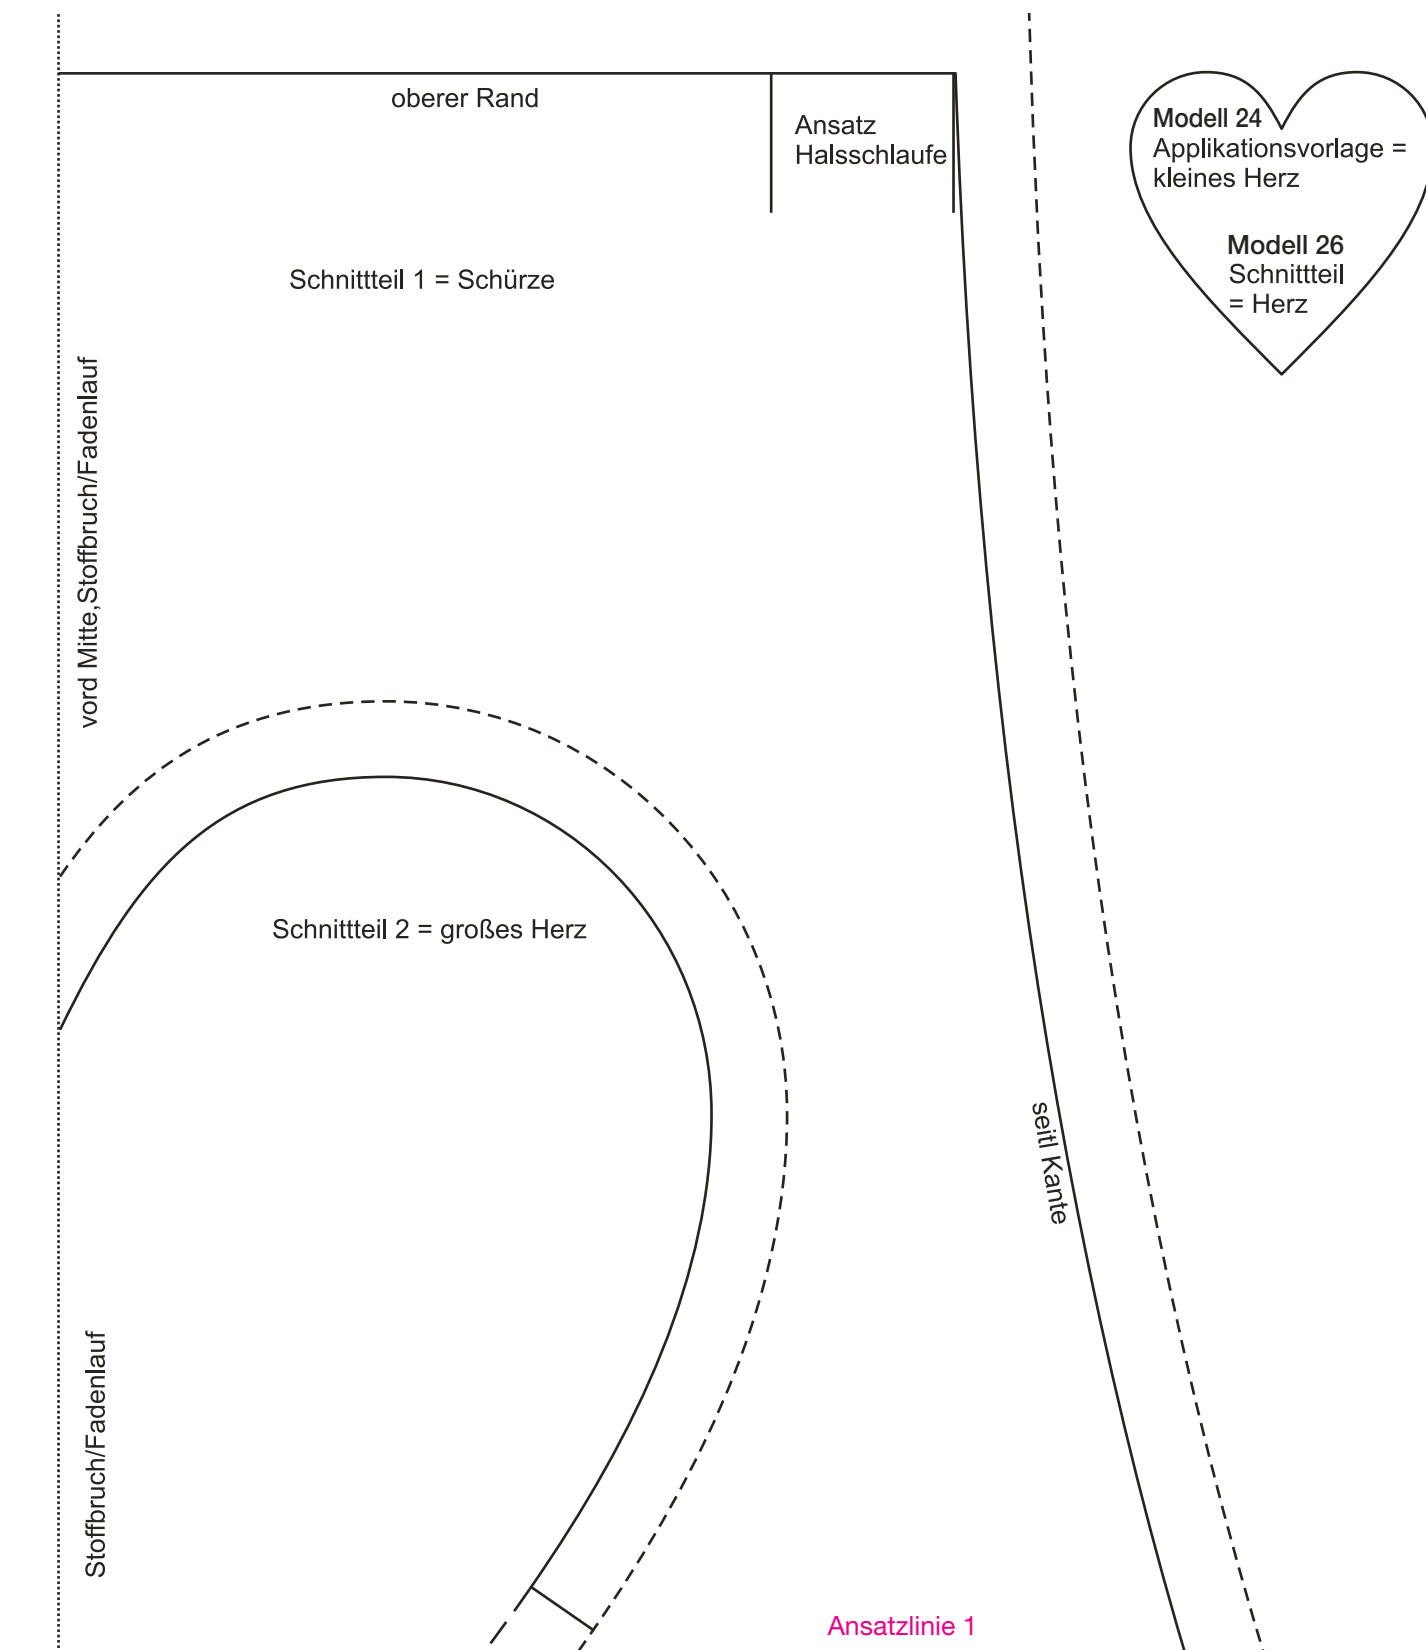 oberer Rand
Ansatz
Halsschlaufe
Modell 24
Applikationsvorlage =
kleines Herz
Modell 26
Schnittteil
= Herz
Schnittteil 1 = Schürze
vord Mitte,Stoffbruch/Fadenlauf
Schnittteil 2 = großes Herz
seitl Kante
Stoffbruch/Fadenlauf
Ansatzlinie 1